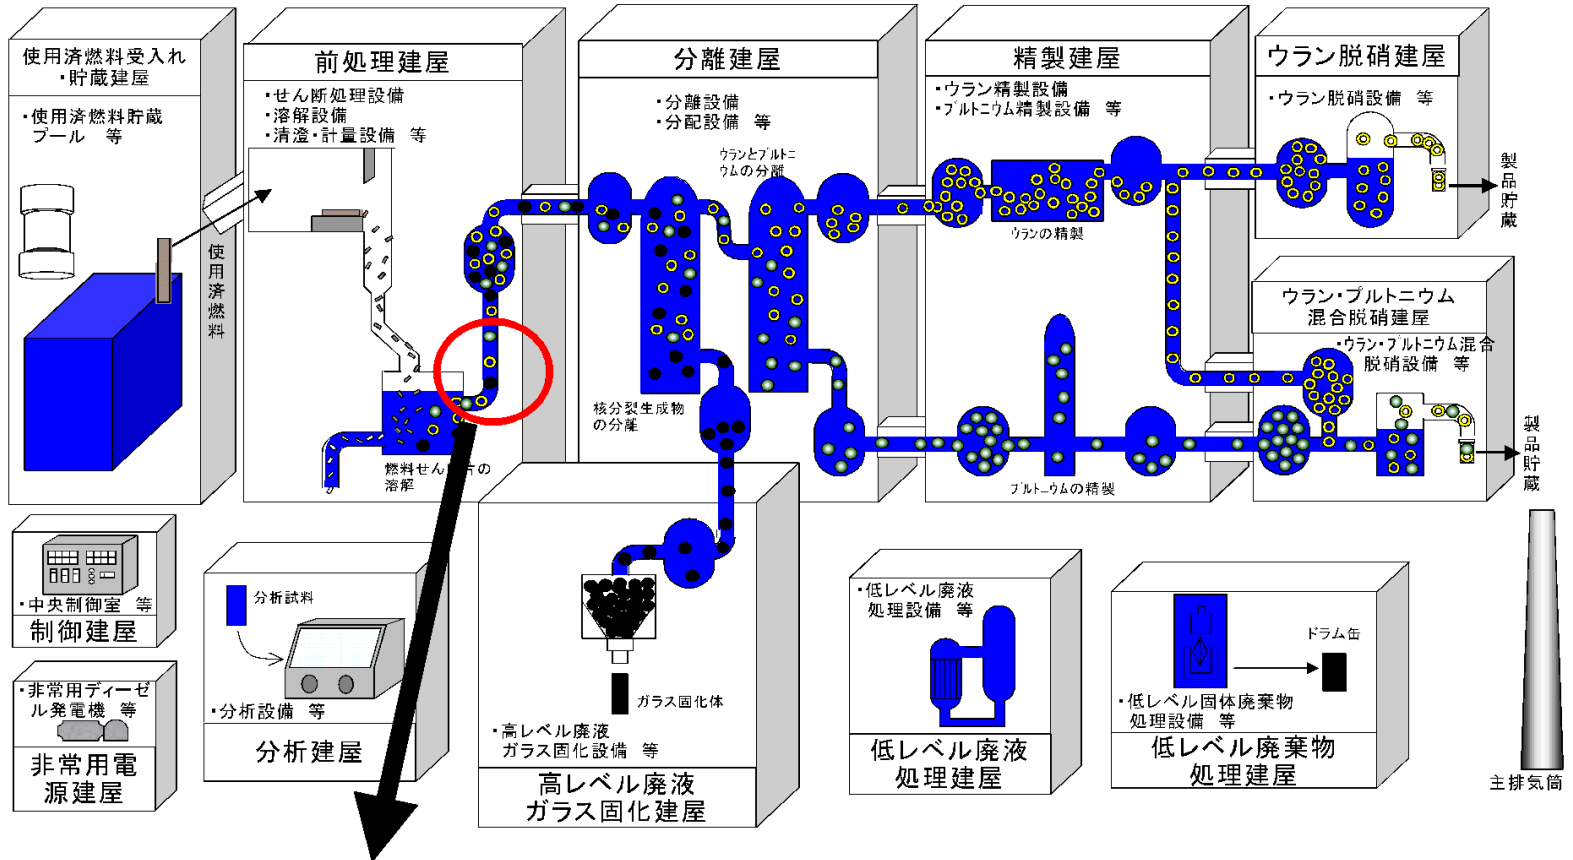 使用済燃料受入れ
・貯蔵建屋
・使用済燃料貯蔵
プール 等
使用済燃料
前処理建屋
・せん断処理設備
・溶解設備
・清澄・計量設備 等
燃料せん
片の
溶解
分離建屋
・分離設備
・分配設備 等
ウランとプルトニ
ウムの分離
核分裂生成物
の分離
精製建屋
・ウラン精製設備
・プルトニウム精製設備 等
ウランの精製
プルトニウムの精製
ウラン脱硝建屋
・ウラン脱硝設備 等
製品貯蔵
ウラン・プルトニウム
混合脱硝建屋
・ウラン・プルトニウム混合
脱硝設備 等
製品貯蔵
・中央制御室 等
制御建屋
・非常用ディーゼ
ル発電機 等
非常用電
源建屋
分析試料
・分析設備 等
分析建屋
ガラス固化体
・高レベル廃液
ガラス固化設備 等
高レベル廃液
ガラス固化建屋
・低レベル廃液
処理設備 等
低レベル廃液
処理建屋
ドラム缶
・低レベル固体廃棄物
処理設備 等
低レベル廃棄物
処理建屋
主排気筒